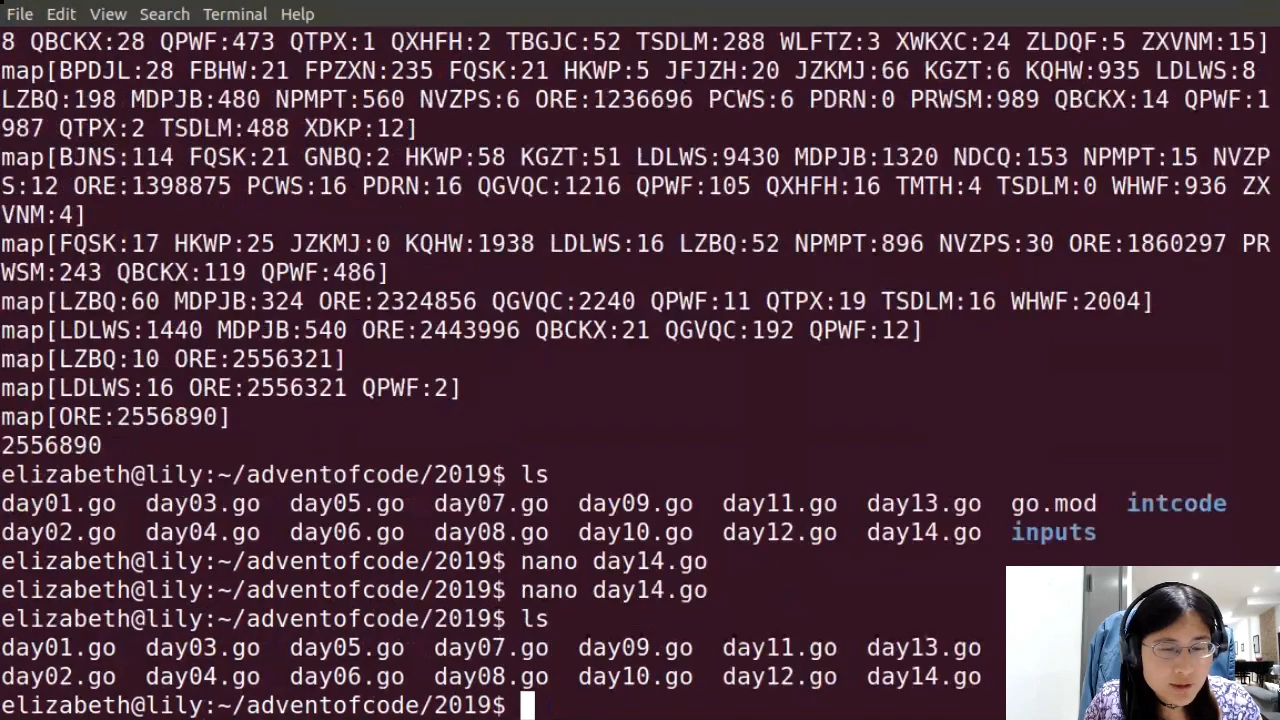 File Edit View Search Terminal Help
8 QBCKX:28 QPWF:473 QTPX:1 QXHFH:2 TBGJC:52 TSDLM:288 WLFTZ:3 XWKXC:24 ZLDQF:5 ZXVNM:15]
map[BPDJL:28 FBHW:21 FPZXN:235 FQSK:21 HKWP:5 JFJZH:20 JZKMJ:66 KGZT:6 KQHW:935 LDLWS:8
LZBQ:198 MDPJB:480 NPMPT:560 NVZPS:6 ORE:1236696 PCWS:6 PDRN:0 PRWSM:989 QBCKX:14 QPWF:1
987 QTPX:2 TSDLM:488 XDKP:12]
map[BJNS:114 FQSK:21 GNBQ:2 HKWP:58 KGZT:51 LDLWS:9430 MDPJB:1320 NDCQ:153 NPMPT:15 NVZP
S:12 ORE:1398875 PCWS:16 PDRN:16 QGVQC:1216 QPWF:105 QXHFH:16 TMTH:4 TSDLM:0 WHWF:936 ZX
VNM:4]
map[FQSK:17 HKWP:25 JZKMJ:0 KQHW:1938 LDLWS:16 LZBQ:52 NPMPT:896 NVZPS:30 ORE:1860297 PR
WSM:243 QBCKX:119 QPWF:486]
map[LZBQ:60 MDPJB:324 ORE:2324856 QGVQC:2240 QPWF:11 QTPX:19 TSDLM:16 WHWF:2004]
map[LDLWS:1440 MDPJB:540 ORE:2443996 QBCKX:21 QGVQC:192 QPWF:12]
map[LZBQ:10 ORE:2556321]
map[LDLWS:16 ORE:2556321 QPWF:2]
map[ORE:2556890]
2556890
elizabeth@lily:~/adventofcode/2019$ ls
day01.go day03.go day05.go day07.go day09.go day11.go day13.go go.mod intcode
day02.go day04.go day06.go day08.go day10.go day12.go day14.go inputs
elizabeth@lily:~/adventofcode/2019$ nano day14.go
elizabeth@lily:~/adventofcode/2019$ nano day14.go
elizabeth@lily:~/adventofcode/2019$ ls
day01.go day03.go day05.go day07.go day09.go day11.go day13.go
day02.go day04.go day06.go day08.go day10.go day12.go day14.go
elizabeth@lily:~/adventofcode/2019$